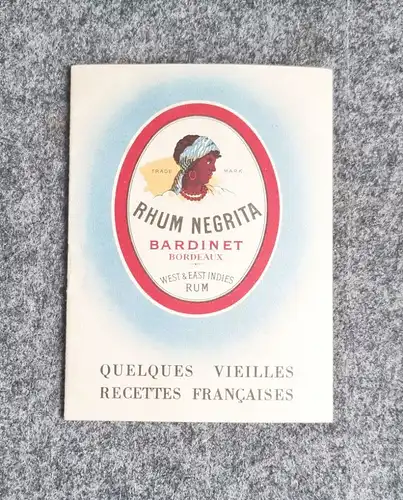 TRADE MARK
RHUM NEGRITA
BARDINET
BORDEAUX
WEST & EAST INDIES
RUM
QUELQUES VIEILLES
RECETTES FRANÇAISES